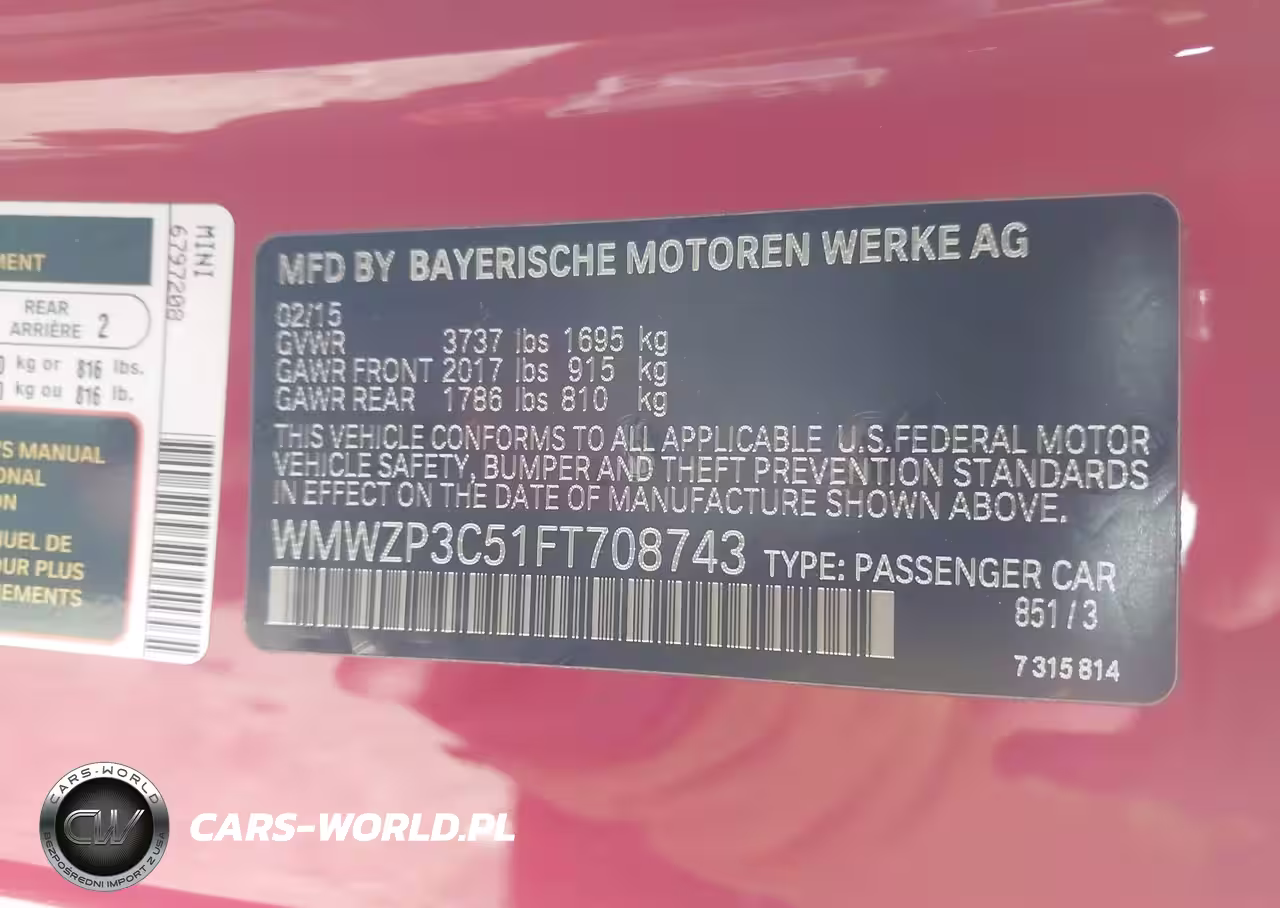 MENT
REAR
ARRIÈRE 2
kg or 816 lbs.
kg ou 816 lb.
'S MANUAL
ONAL
ON
UEL DE
OUR PLUS
EMENTS
MINI
6797208
MFD BY BAYERISCHE MOTOREN WERKE AG
02/15
GVWR 3737 lbs 1695 kg
GAWR FRONT 2017 lbs 915 kg
GAWR REAR 1786 lbs 810 kg
THIS VEHICLE CONFORMS TO ALL APPLICABLE U.S.FEDERAL MOTOR
VEHICLE SAFETY, BUMPER AND THEFT PREVENTION STANDARDS
IN EFFECT ON THE DATE OF MANUFACTURE SHOWN ABOVE.
WMWZP3C51FT708743 TYPE: PASSENGER CAR
851/3
7 315 814
CARS-WORLD
CW
BEZPOŚREDNI IMPORT Z USA
CARS-WORLD.PL